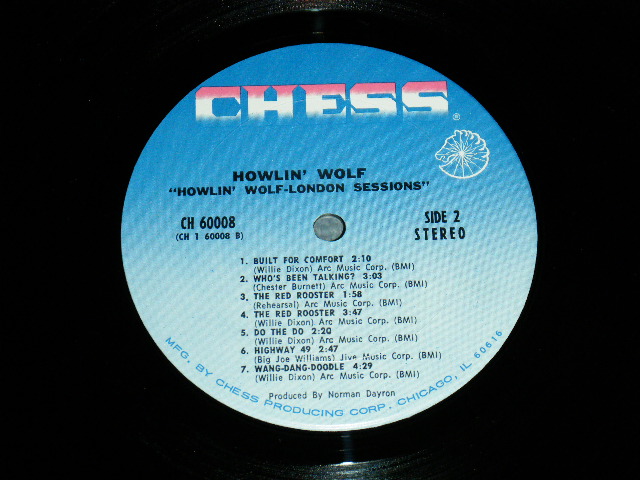 CHESS
®
HOWLIN' WOLF
"HOWLIN' WOLF-LONDON SESSIONS"
CH 60008
(CH 1 60008 B)
SIDE 2
STEREO
1. BUILT FOR COMFORT 2:10
(Willie Dixon) Arc Music Corp. (BMI)
2. WHO'S BEEN TALKING? 3:03
(Chester Burnett) Arc Music Corp. (BMI)
3. THE RED ROOSTER 1:58
(Rehearsal) Arc Music Corp. (BMI)
4. THE RED ROOSTER 3:47
(Willie Dixon) Arc Music Corp. (BMI)
5. DO THE DO 2:20
(Willie Dixon) Arc Music Corp. (BMI)
6. HIGHWAY 49 2:47
(Big Joe Williams) Jive Music Corp. (BMI)
7. WANG-DANG-DOODLE 4:29
(Willie Dixon) Arc Music Corp. (BMI)
Produced By Norman Dayron
MFG. BY CHESS PRODUCING CORP. CHICAGO, IL 60616